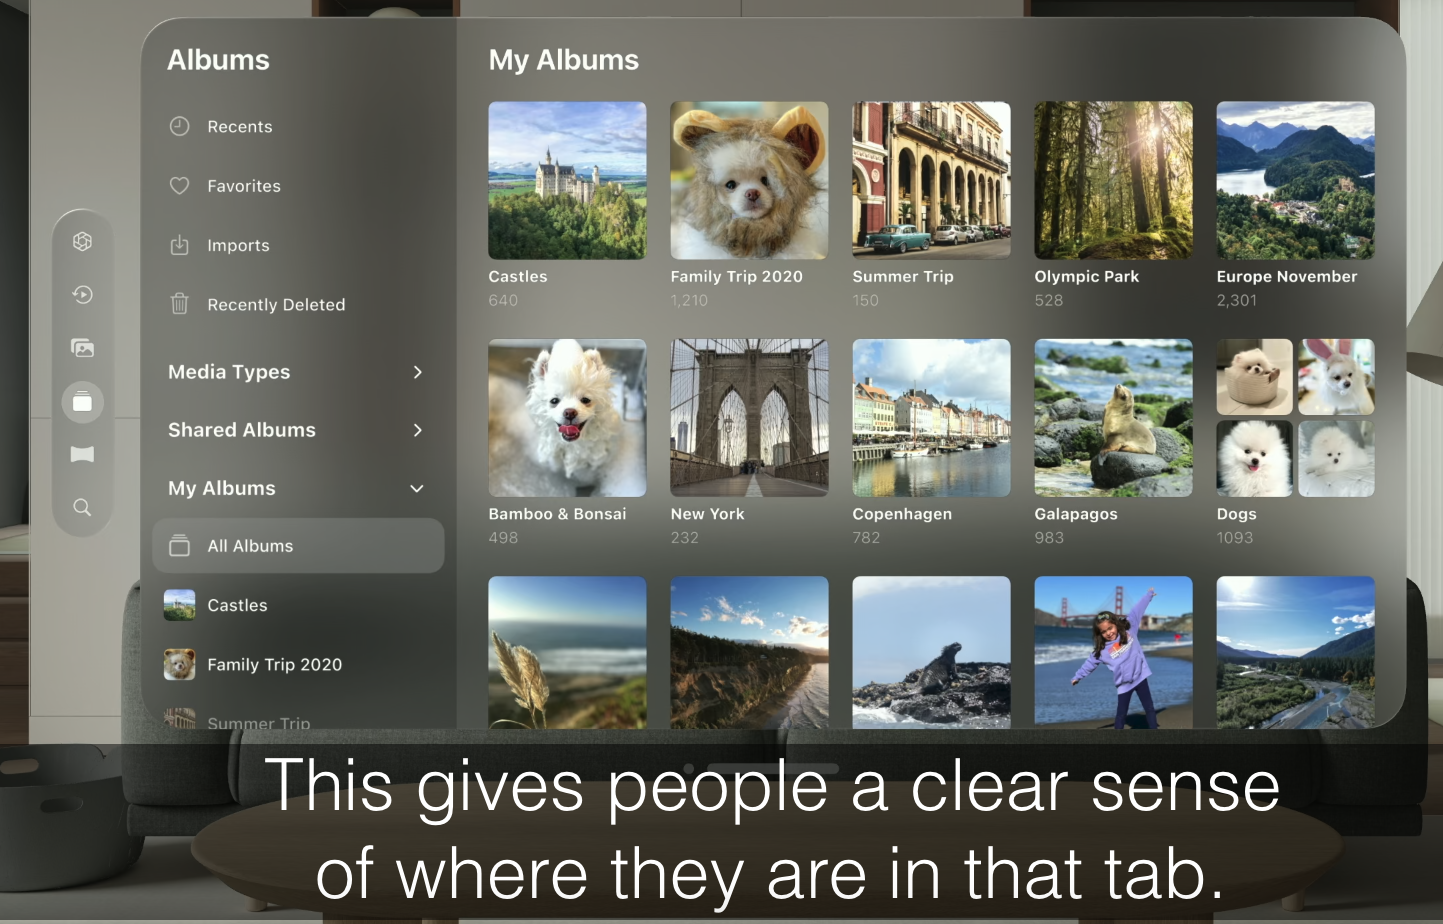 Albums
Recents
Favorites
Imports
Recently Deleted
Media Types
Shared Albums
My Albums
All Albums
Castles
Family Trip 2020
Summer Trip
My Albums
Castles
640
Family Trip 2020
1,210
Summer Trip
150
Olympic Park
528
Europe November
2,301
Bamboo & Bonsai
498
New York
232
Copenhagen
782
Galapagos
983
Dogs
1093
This gives people a clear sense
of where they are in that tab.